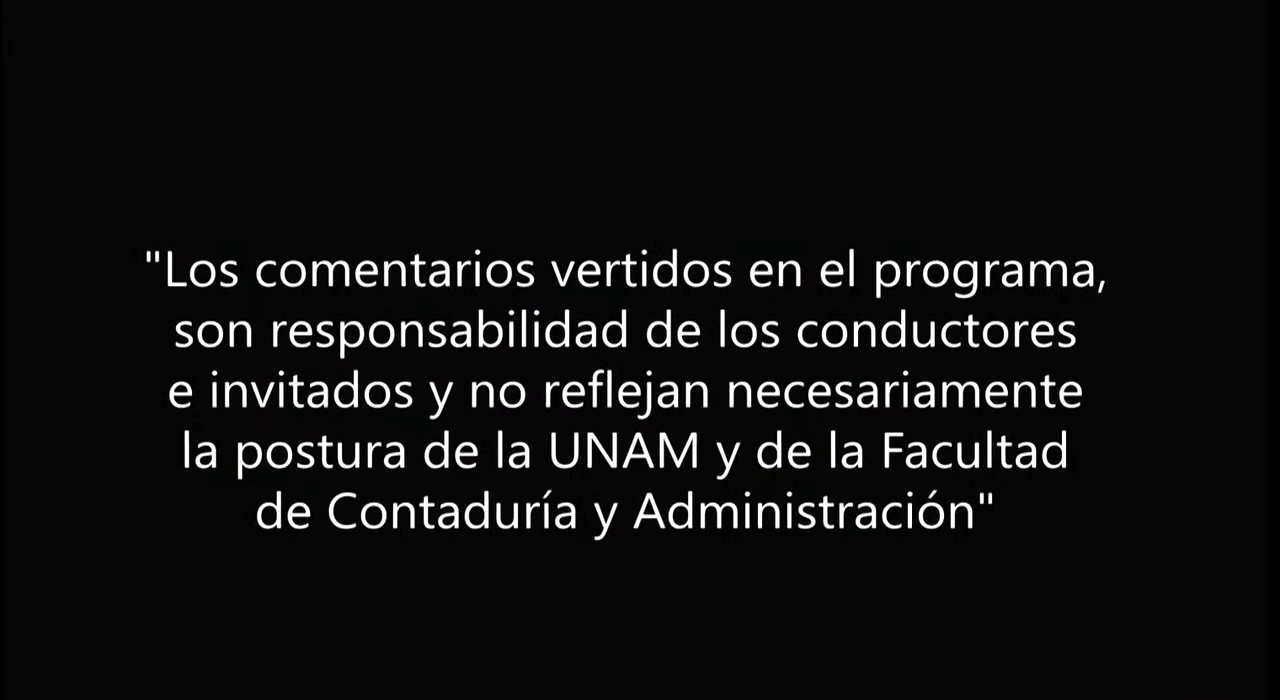 "Los comentarios vertidos en el programa,
son responsabilidad de los conductores
e invitados y no reflejan necesariamente
la postura de la UNAM y de la Facultad
de Contaduría y Administración"